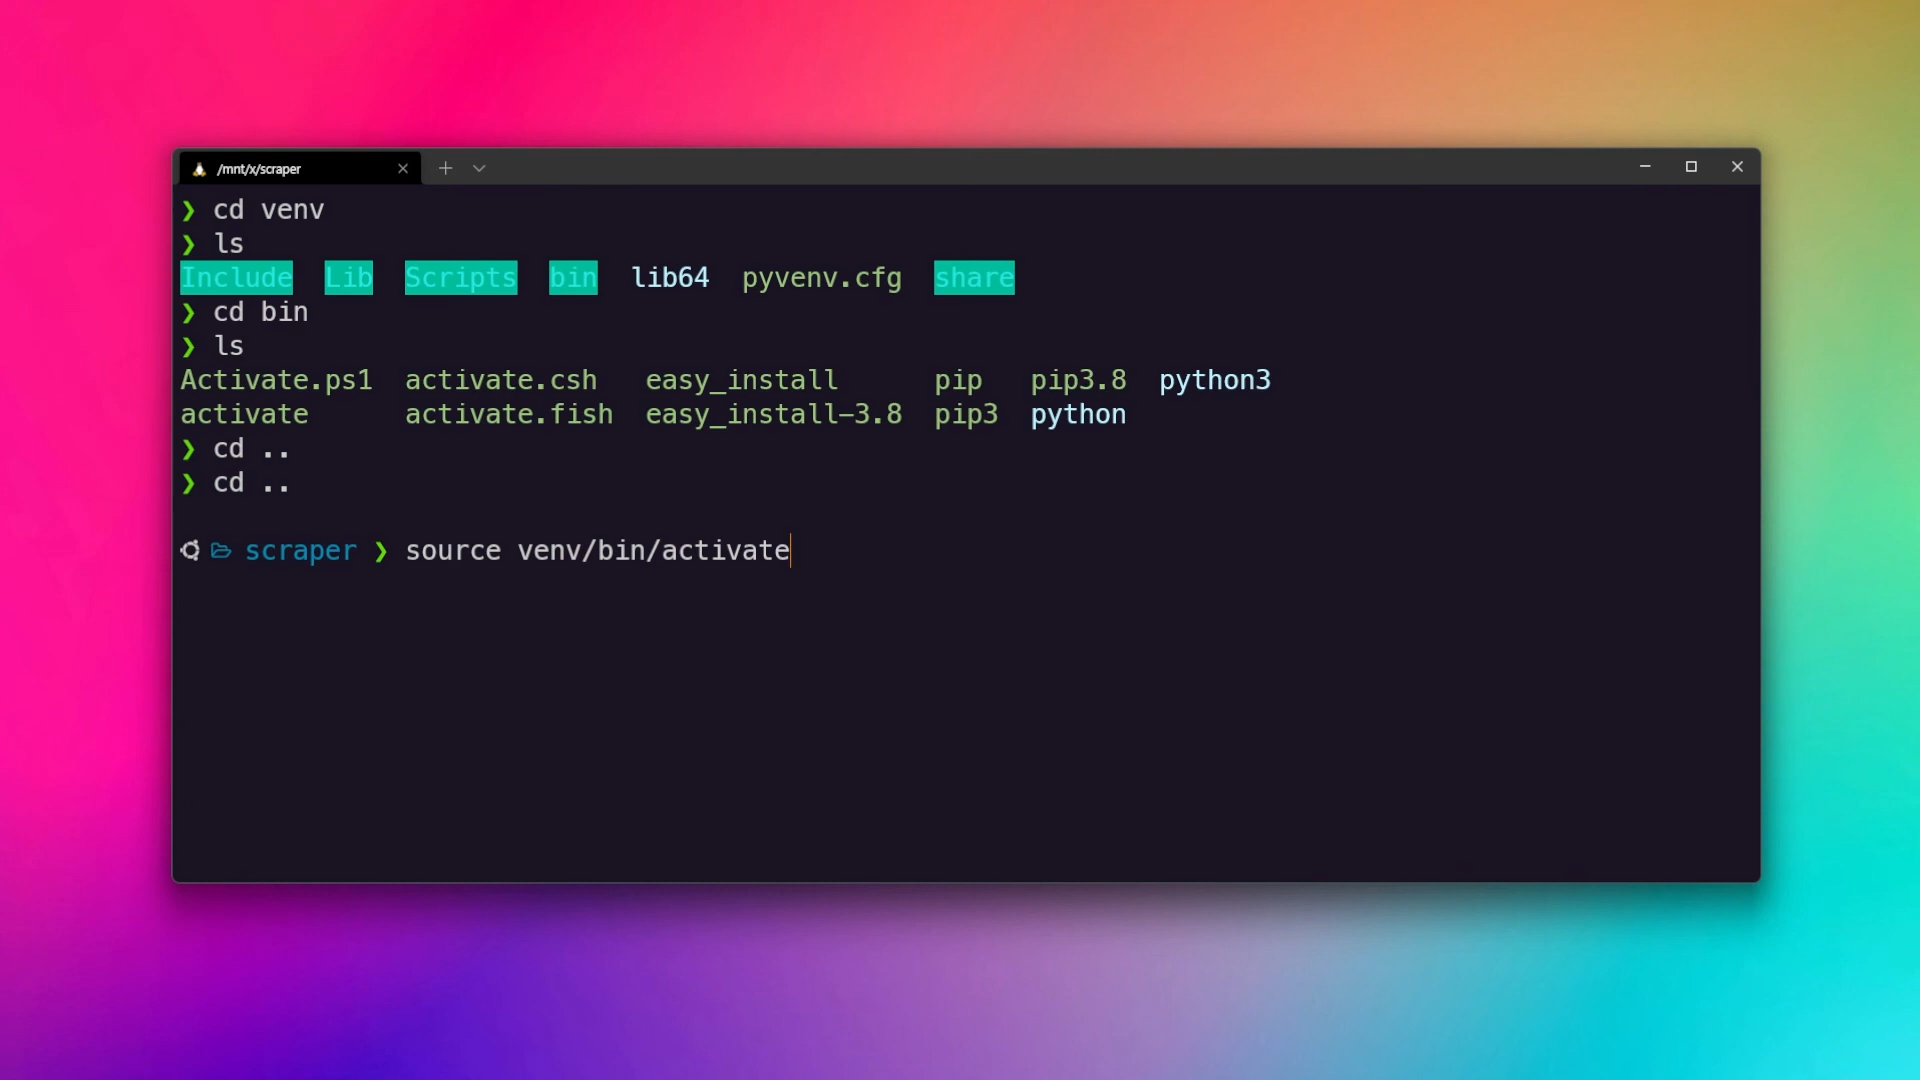 /mnt/x/scraper
❯ cd venv
❯ ls
Include  Lib  Scripts  bin  lib64  pyvenv.cfg  share
❯ cd bin
❯ ls
Activate.ps1  activate.csh   easy_install      pip   pip3.8  python3
activate      activate.fish  easy_install-3.8  pip3  python
❯ cd ..
❯ cd ..
scraper ❯ source venv/bin/activate